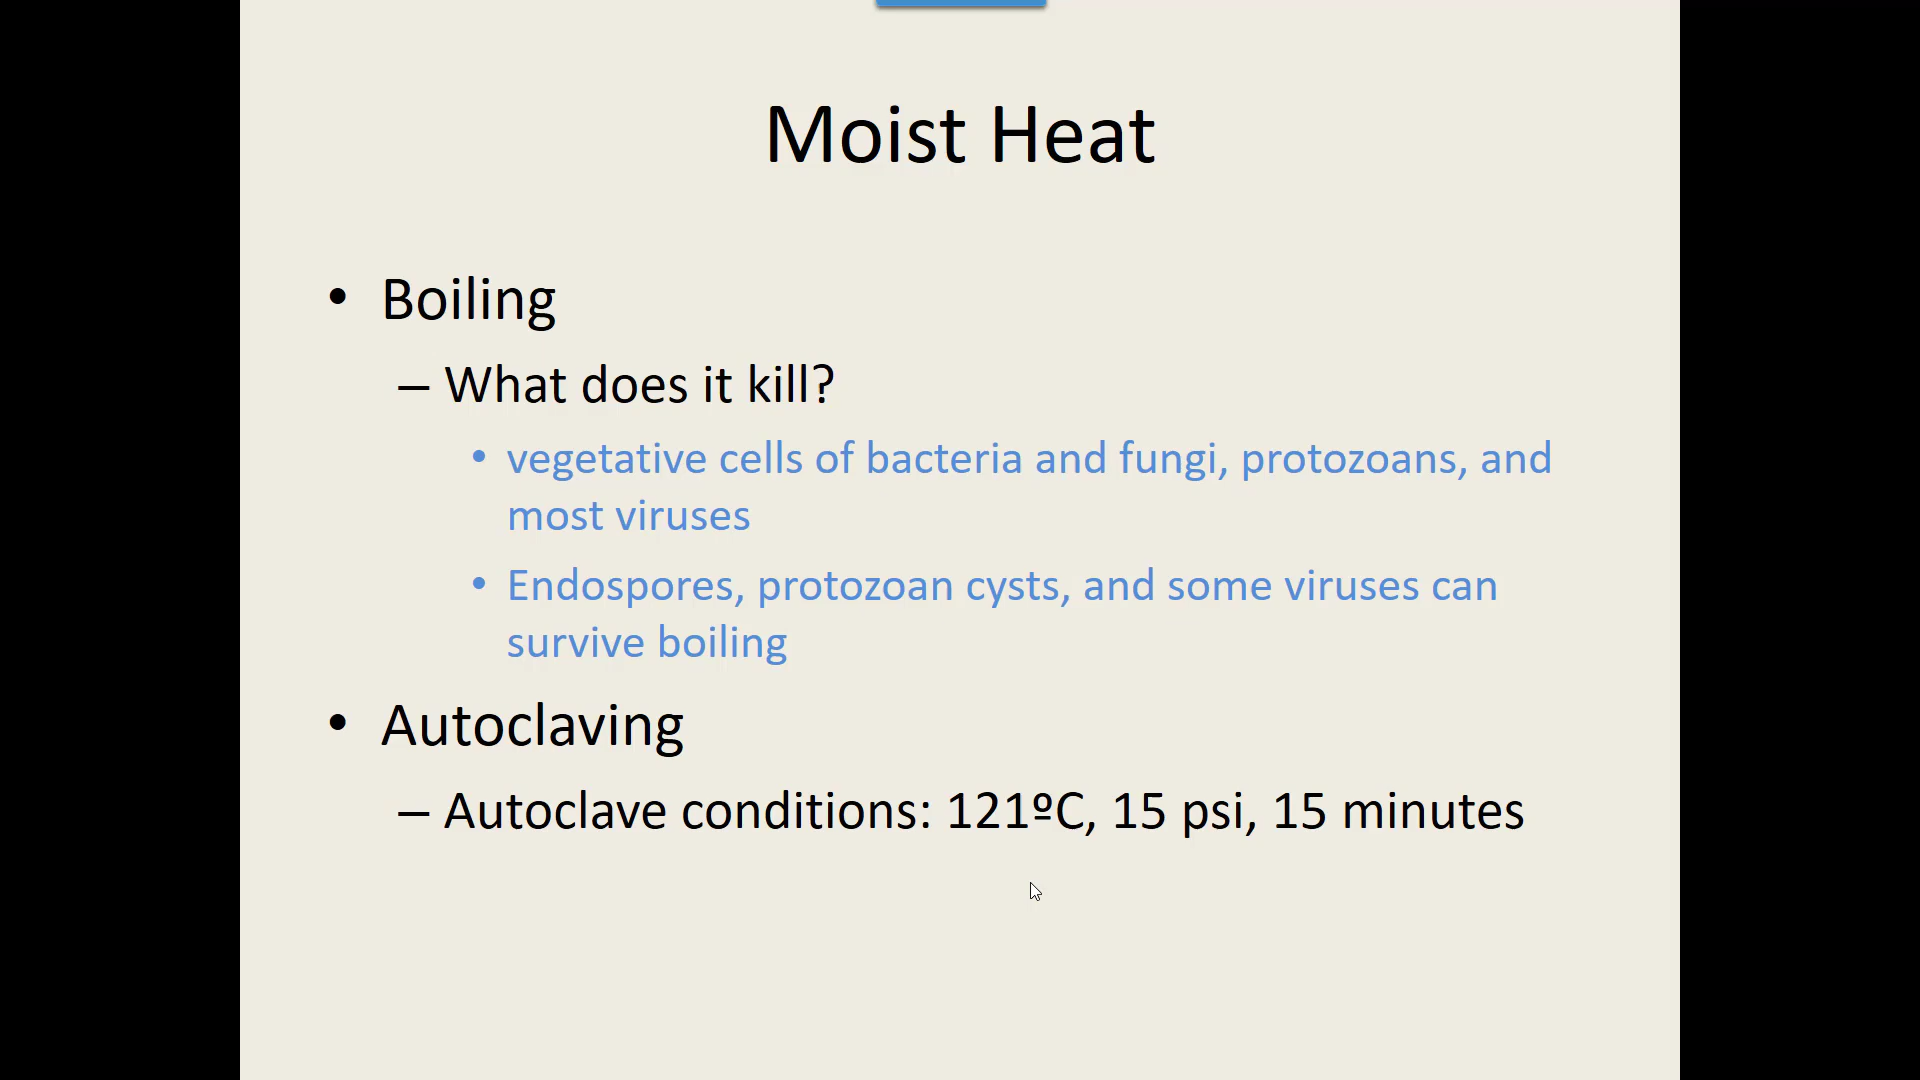 Moist Heat
• Boiling
– What does it kill?
• vegetative cells of bacteria and fungi, protozoans, and
most viruses
• Endospores, protozoan cysts, and some viruses can
survive boiling
• Autoclaving
– Autoclave conditions: 121ºC, 15 psi, 15 minutes